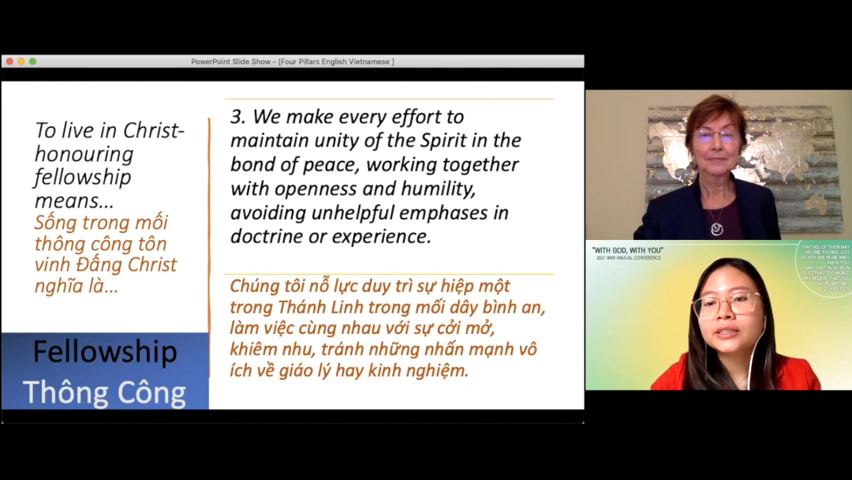 PowerPoint Slide Show - [Four Pillars English Vietnamese ]
To live in Christ-
honouring
fellowship
means...
Sống trong mối
thông công tôn
vinh Đấng Christ
nghĩa là...
Fellowship
Thông Công
3. We make every effort to
maintain unity of the Spirit in the
bond of peace, working together
with openness and humility,
avoiding unhelpful emphases in
doctrine or experience.
Chúng tôi nỗ lực duy trì sự hiệp một
trong Thánh Linh trong mối dây bình an,
làm việc cùng nhau với sự cởi mở,
khiêm nhu, tránh những nhấn mạnh vô
ích về giáo lý hay kinh nghiệm.
"WITH GOD, WITH YOU"
THAT ALL OF THEM MAY